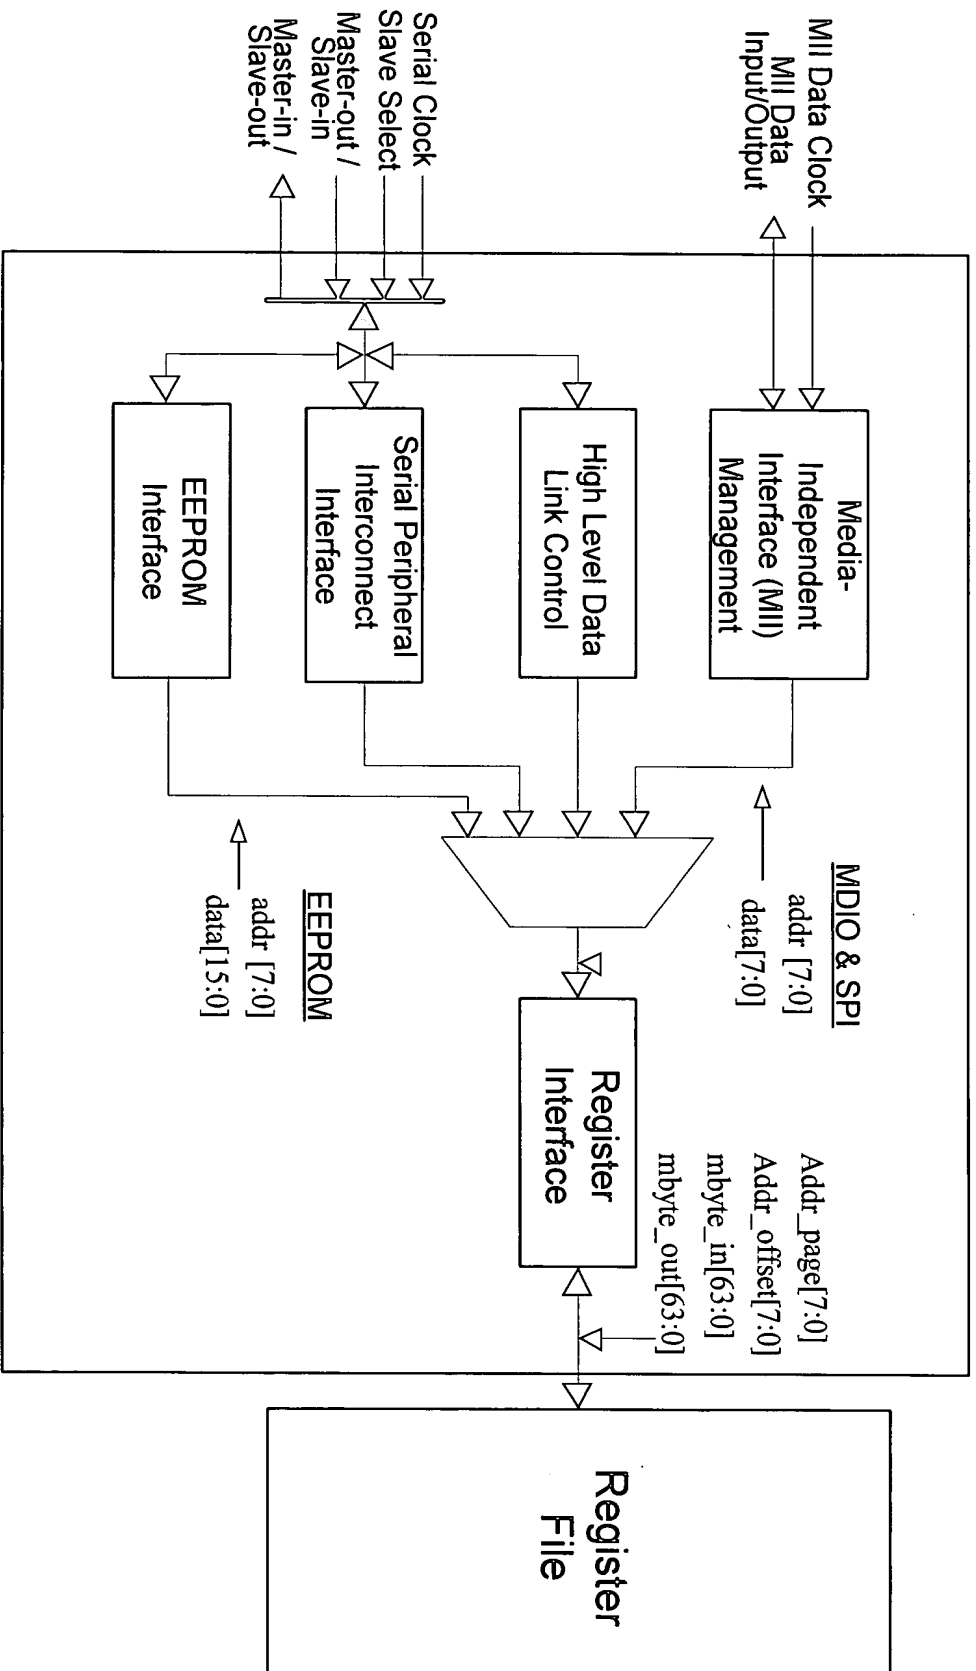 MII Data Clock
MII Data
Input/Output
Serial Clock
Slave Select
Master-out /
Slave-in
Master-in /
Slave-out
Media-
Independent
Interface (MII)
Management
High Level Data
Link Control
Serial Peripheral
Interconnect
Interface
EEPROM
Interface
MDIO & SPI
addr [7:0]
data[7:0]
EEPROM
addr [7:0]
data[15:0]
Register
Interface
Addr_page[7:0]
Addr_offset[7:0]
mbyte_in[63:0]
mbyte_out[63:0]
Register
File